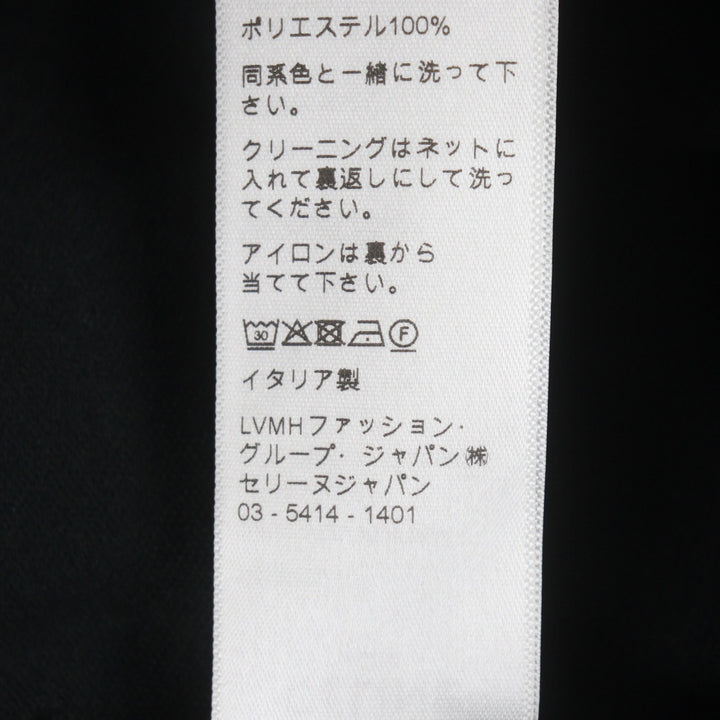 ポリエステル100%
同系色と一緒に洗って下
さい。
クリーニングはネットに
入れて裏返しにして洗っ
てください。
アイロンは裏から
当てて下さい。
30 F
イタリア製
LVMHファッション·
グループ· ジャパン㈱
セリーヌジャパン
03 - 5414 - 1401